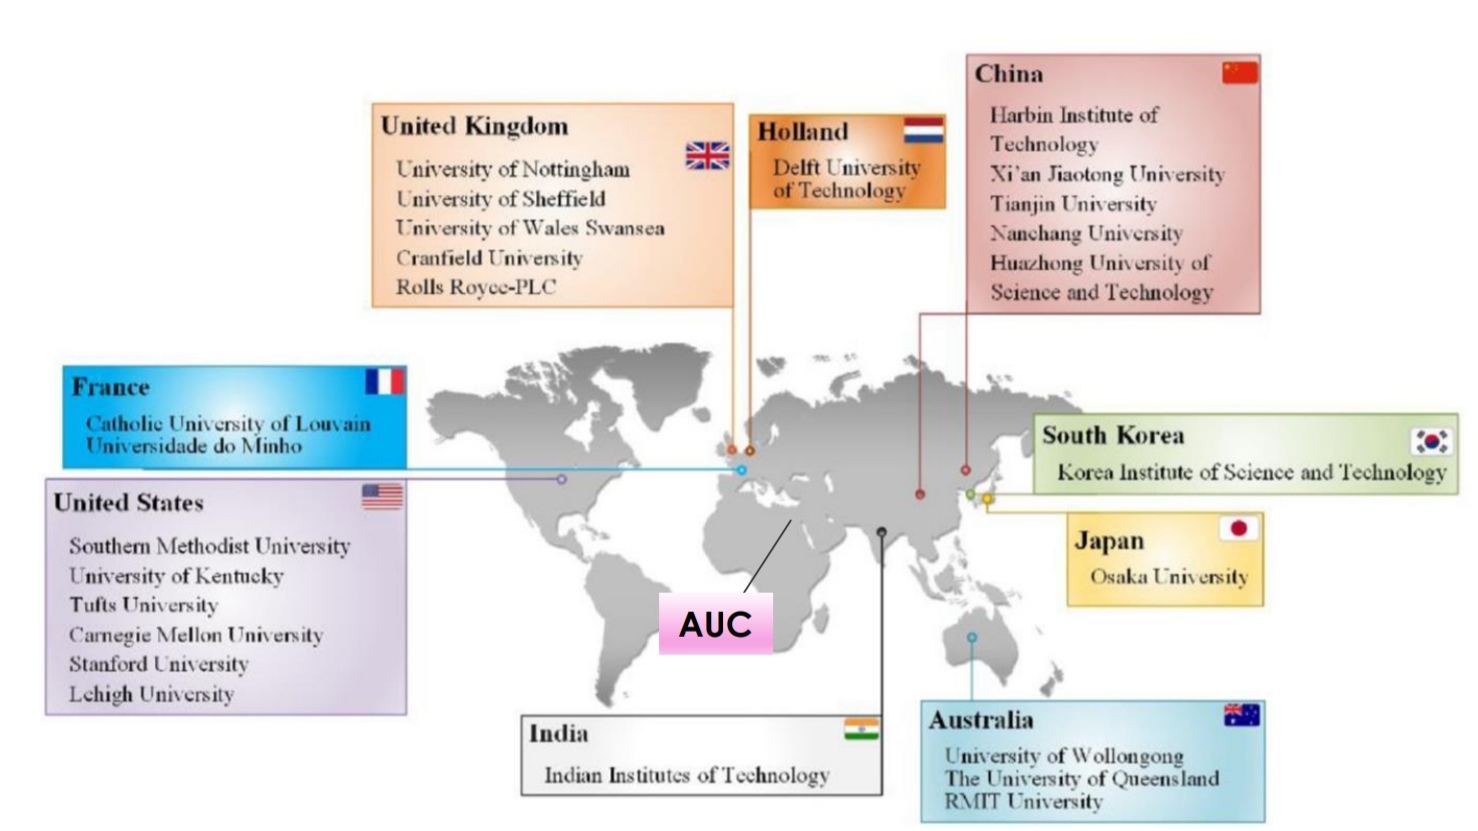 United Kingdom
University of Nottingham
University of Sheffield
University of Wales Swansea
Cranfield University
Rolls Royce-PLC
Holland
Delft University
of Technology
China
Harbin Institute of
Technology
Xi'an Jiaotong University
Tianjin University
Nanchang University
Huazhong University of
Science and Technology
France
Catholic University of Louvain
Universidade do Minho
United States
Southern Methodist University
University of Kentucky
Tufts University
Carnegie Mellon University
Stanford University
Lehigh University
AUC
South Korea
Korea Institute of Science and Technology
Japan
Osaka University
India
Indian Institutes of Technology
Australia
University of Wollongong
The University of Queensland
RMIT University